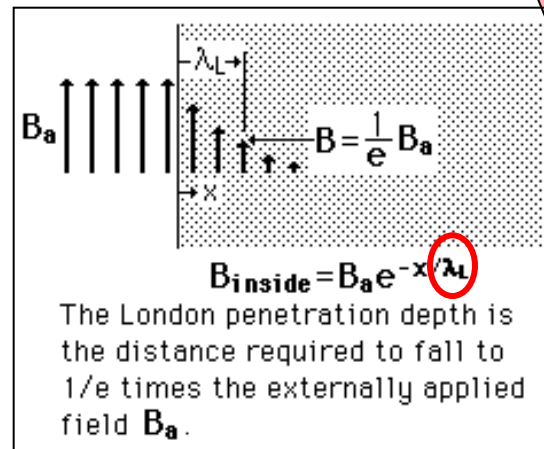 λL
Ba
B = 1/e Ba
x
Binside = Ba e^-x/λL
The London penetration depth is
the distance required to fall to
1/e times the externally applied
field Ba.